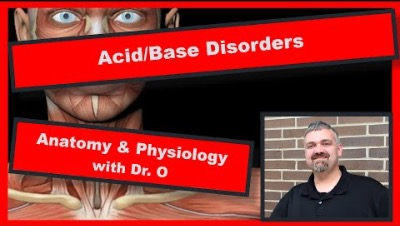 Acid/Base Disorders
Anatomy & Physiology
with Dr. O